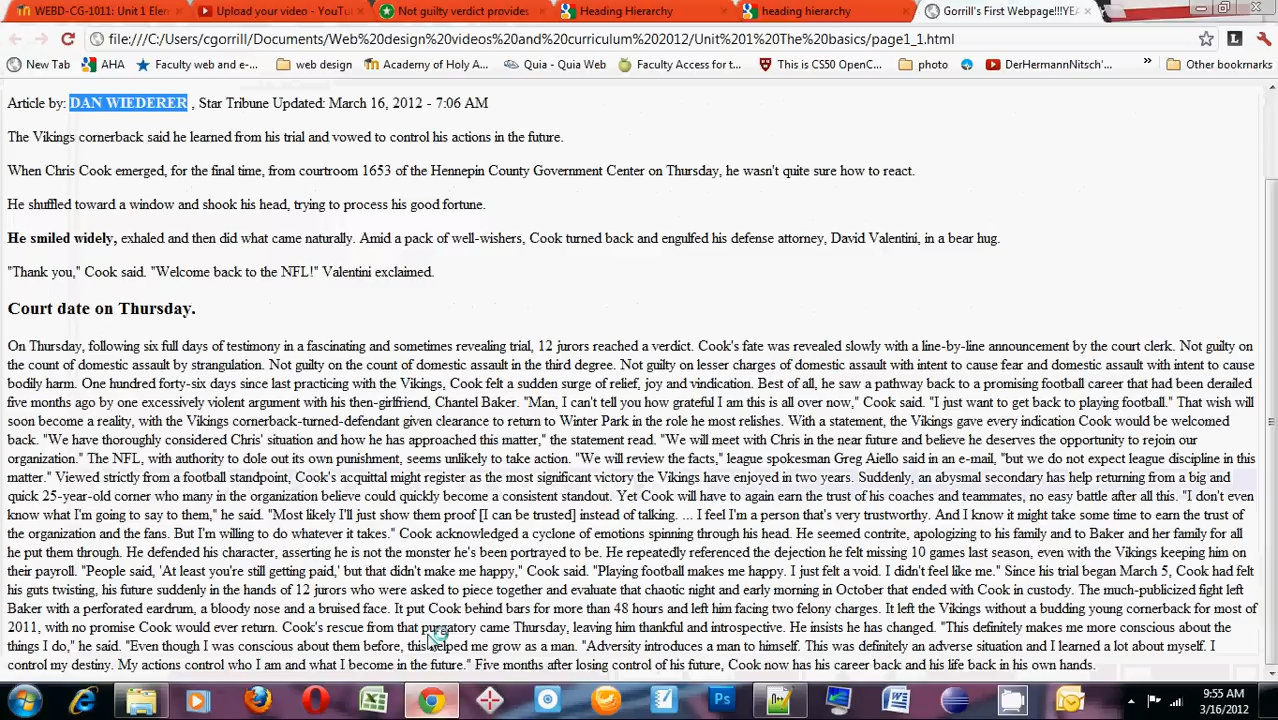 WEBD-CG-1011: Unit 1 Elem Upload your video - YouTu Not guilty verdict provides Heading Hierarchy heading hierarchy Gorrill's First Webpage!!!YEA
file:///C:/Users/cgorrill/Documents/Web%20design%20videos%20and%20curriculum%202012/Unit%201%20The%20basics/page1_1.html
New Tab AHA Faculty web and e-... web design Academy of Holy A... Quia - Quia Web Faculty Access for t... This is CS50 OpenC... photo DerHermannNitsch'... Other bookmarks
Article by: DAN WIEDERER , Star Tribune Updated: March 16, 2012 - 7:06 AM
The Vikings cornerback said he learned from his trial and vowed to control his actions in the future.
When Chris Cook emerged, for the final time, from courtroom 1653 of the Hennepin County Government Center on Thursday, he wasn't quite sure how to react.
He shuffled toward a window and shook his head, trying to process his good fortune.
He smiled widely, exhaled and then did what came naturally. Amid a pack of well-wishers, Cook turned back and engulfed his defense attorney, David Valentini, in a bear hug.
"Thank you," Cook said. "Welcome back to the NFL!" Valentini exclaimed.
Court date on Thursday.
On Thursday, following six full days of testimony in a fascinating and sometimes revealing trial, 12 jurors reached a verdict. Cook's fate was revealed slowly with a line-by-line announcement by the court clerk. Not guilty on
the count of domestic assault by strangulation. Not guilty on the count of domestic assault in the third degree. Not guilty on lesser charges of domestic assault with intent to cause fear and domestic assault with intent to cause
bodily harm. One hundred forty-six days since last practicing with the Vikings, Cook felt a sudden surge of relief, joy and vindication. Best of all, he saw a pathway back to a promising football career that had been derailed
five months ago by one excessively violent argument with his then-girlfriend, Chantel Baker. "Man, I can't tell you how grateful I am this is all over now," Cook said. "I just want to get back to playing football." That wish will
soon become a reality, with the Vikings cornerback-turned-defendant given clearance to return to Winter Park in the role he most relishes. With a statement, the Vikings gave every indication Cook would be welcomed
back. "We have thoroughly considered Chris' situation and how he has approached this matter," the statement read. "We will meet with Chris in the near future and believe he deserves the opportunity to rejoin our
organization." The NFL, with authority to dole out its own punishment, seems unlikely to take action. "We will review the facts," league spokesman Greg Aiello said in an e-mail, "but we do not expect league discipline in this
matter." Viewed strictly from a football standpoint, Cook's acquittal might register as the most significant victory the Vikings have enjoyed in two years. Suddenly, an abysmal secondary has help returning from a big and
quick 25-year-old corner who many in the organization believe could quickly become a consistent standout. Yet Cook will have to again earn the trust of his coaches and teammates, no easy battle after all this. "I don't even
know what I'm going to say to them," he said. "Most likely I'll just show them proof [I can be trusted] instead of talking. ... I feel I'm a person that's very trustworthy. And I know it might take some time to earn the trust of
the organization and the fans. But I'm willing to do whatever it takes." Cook acknowledged a cyclone of emotions spinning through his head. He seemed contrite, apologizing to his family and to Baker and her family for all
he put them through. He defended his character, asserting he is not the monster he's been portrayed to be. He repeatedly referenced the dejection he felt missing 10 games last season, even with the Vikings keeping him on
their payroll. "People said, 'At least you're still getting paid,' but that didn't make me happy," Cook said. "Playing football makes me happy. I just felt a void. I didn't feel like me." Since his trial began March 5, Cook had felt
his guts twisting, his future suddenly in the hands of 12 jurors who were asked to piece together and evaluate that chaotic night and early morning in October that ended with Cook in custody. The much-publicized fight left
Baker with a perforated eardrum, a bloody nose and a bruised face. It put Cook behind bars for more than 48 hours and left him facing two felony charges. It left the Vikings without a budding young cornerback for most of
2011, with no promise Cook would ever return. Cook's rescue from that purgatory came Thursday, leaving him thankful and introspective. He insists he has changed. "This definitely makes me more conscious about the
things I do," he said. "Even though I was conscious about them before, this helped me grow as a man. "Adversity introduces a man to himself. This was definitely an adverse situation and I learned a lot about myself. I
control my destiny. My actions control who I am and what I become in the future." Five months after losing control of his future, Cook now has his career back and his life back in his own hands.
9:55 AM
3/16/2012